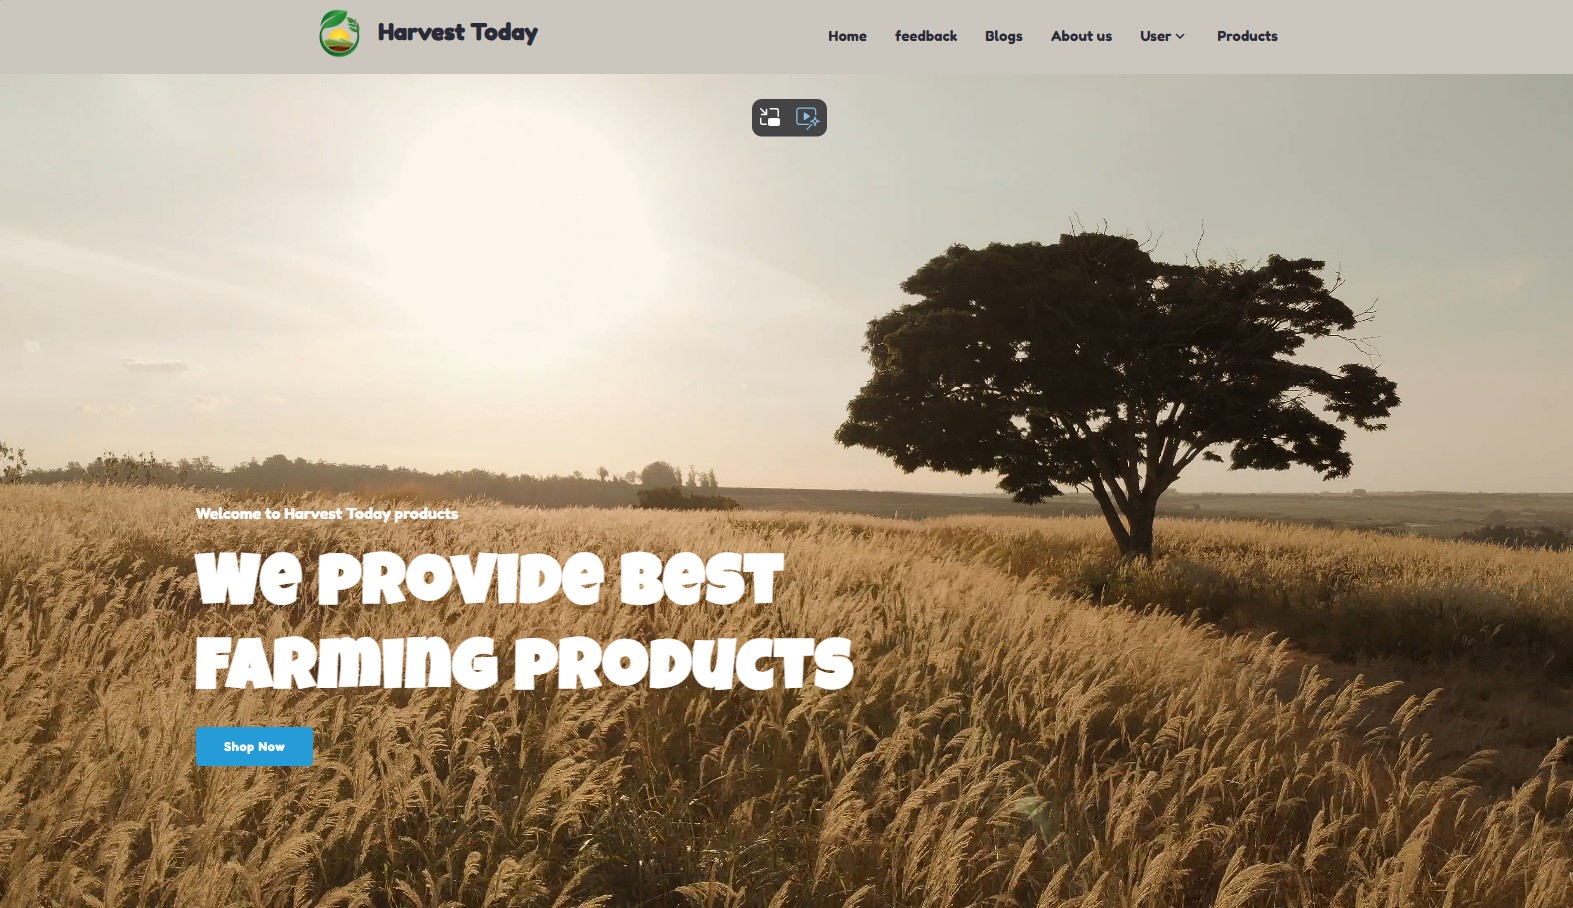 Harvest Today
Home feedback Blogs About us User Products
Welcome to Harvest Today products
We PROVIDe BeST
FARMING PRODUCTS
Shop Now